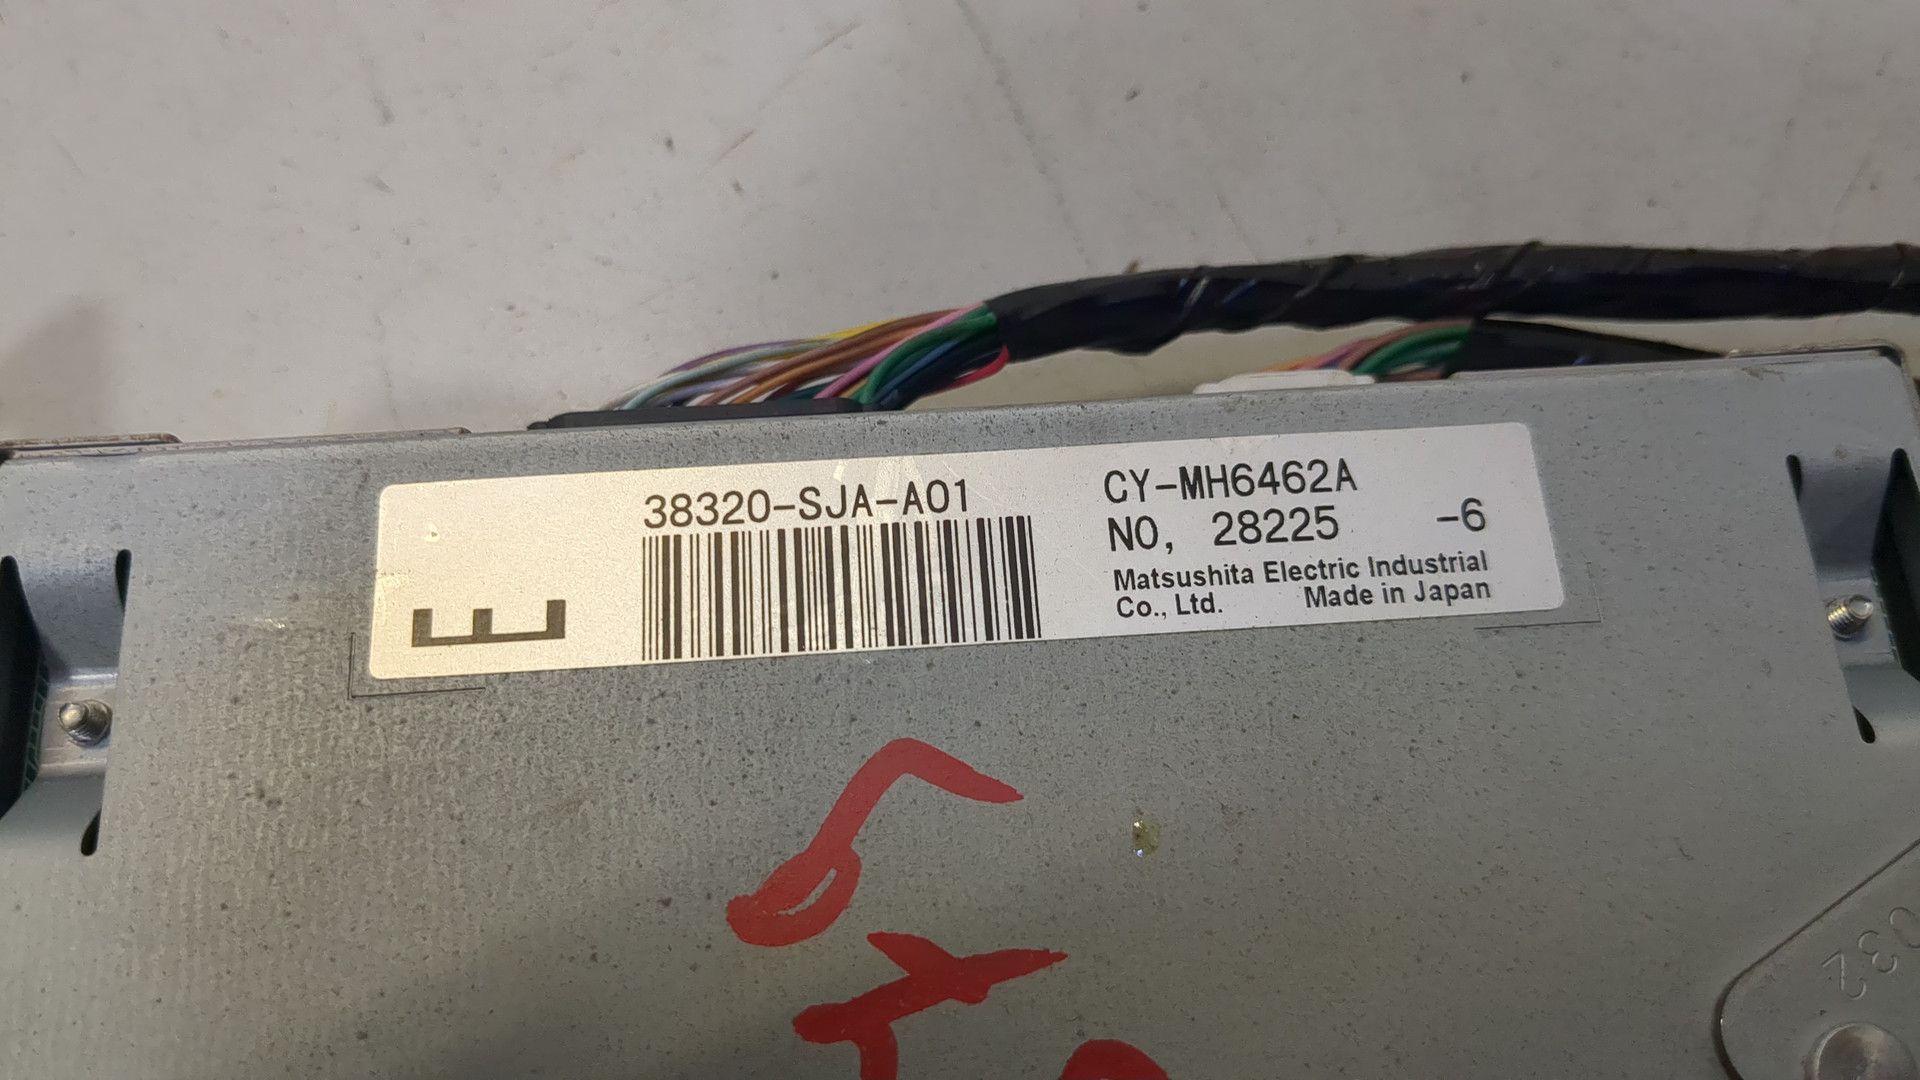 38320-SJA-A01
E
CY-MH6462A
NO, 28225 -6
Matsushita Electric Industrial
Co., Ltd. Made in Japan